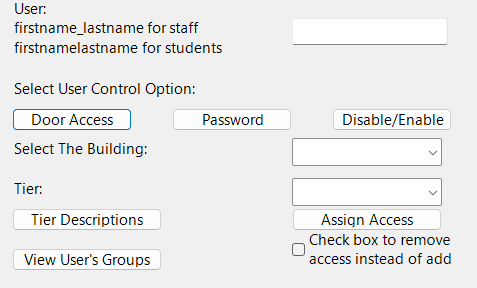 User:
firstname_lastname for staff
firstnamelastname for students
Select User Control Option:
Door Access
Password
Disable/Enable
Select The Building:
Tier:
Tier Descriptions
Assign Access
View User's Groups
Check box to remove
access instead of add